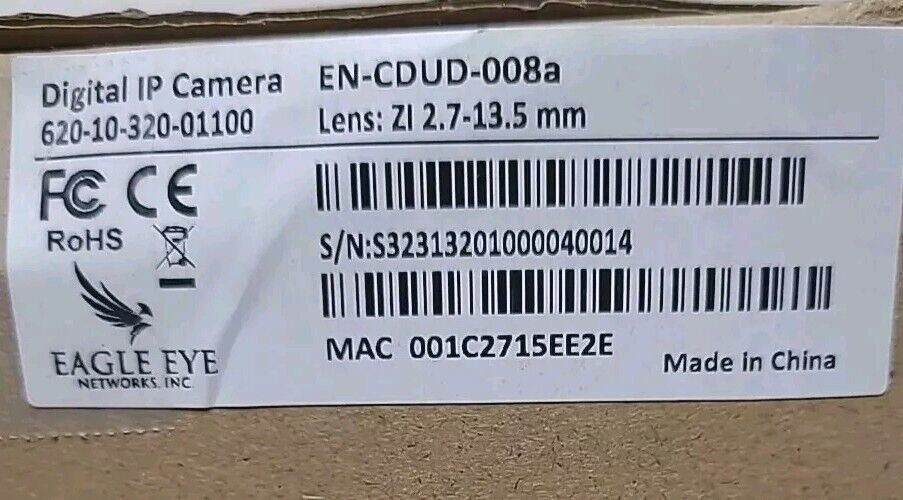 Digital IP Camera
620-10-320-01100
EN-CDUD-008a
Lens: ZI 2.7-13.5 mm
FC CE
RoHS
S/N:S32313201000040014
EAGLE EYE
NETWORKS, INC
MAC 001C2715EE2E
Made in China